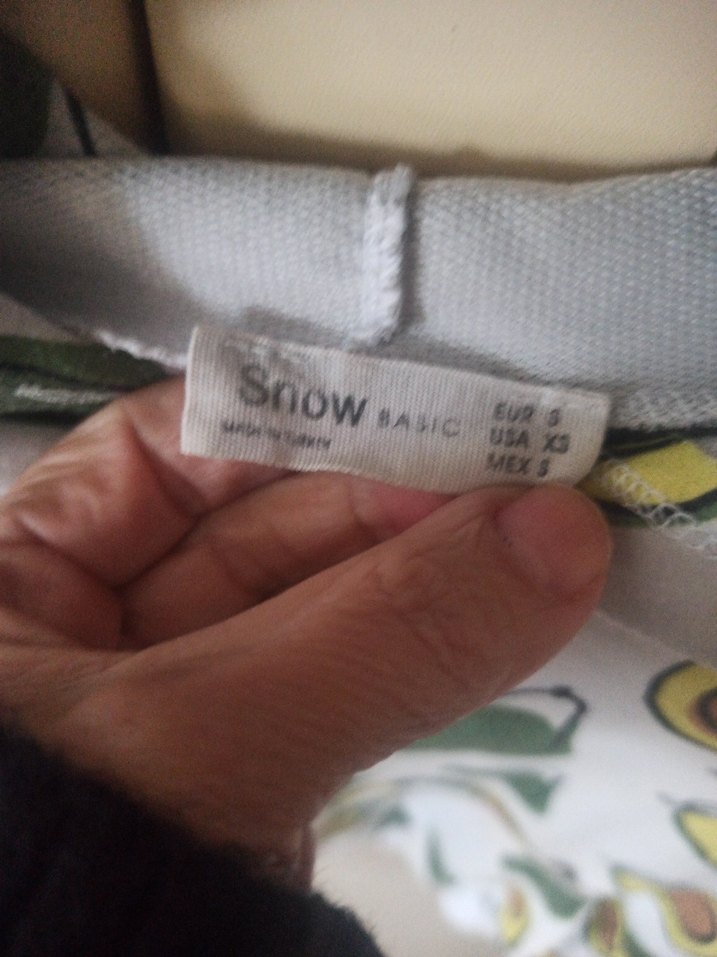 Snow BASIC
MADE IN TURKEY
EUR S
USA XS
MEX S